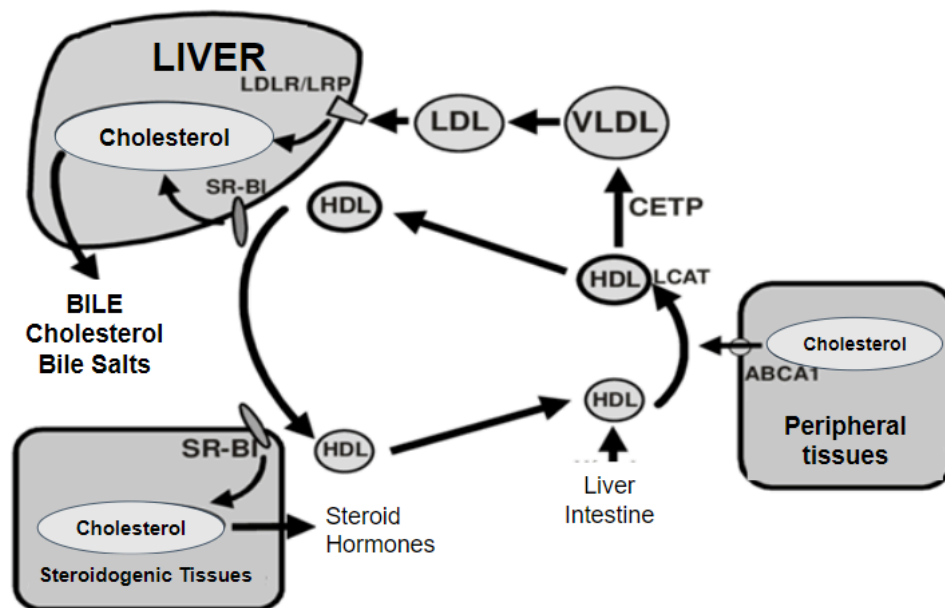 LIVER
LDLR/LRP
Cholesterol
LDL
VLDL
SR-BI
HDL
CETP
HDL
LCAT
BILE
Cholesterol
Bile Salts
Cholesterol
ABCA1
HDL
Peripheral
tissues
SR-BI
HDL
Liver
Intestine
Cholesterol
Steroid
Hormones
Steroidogenic Tissues